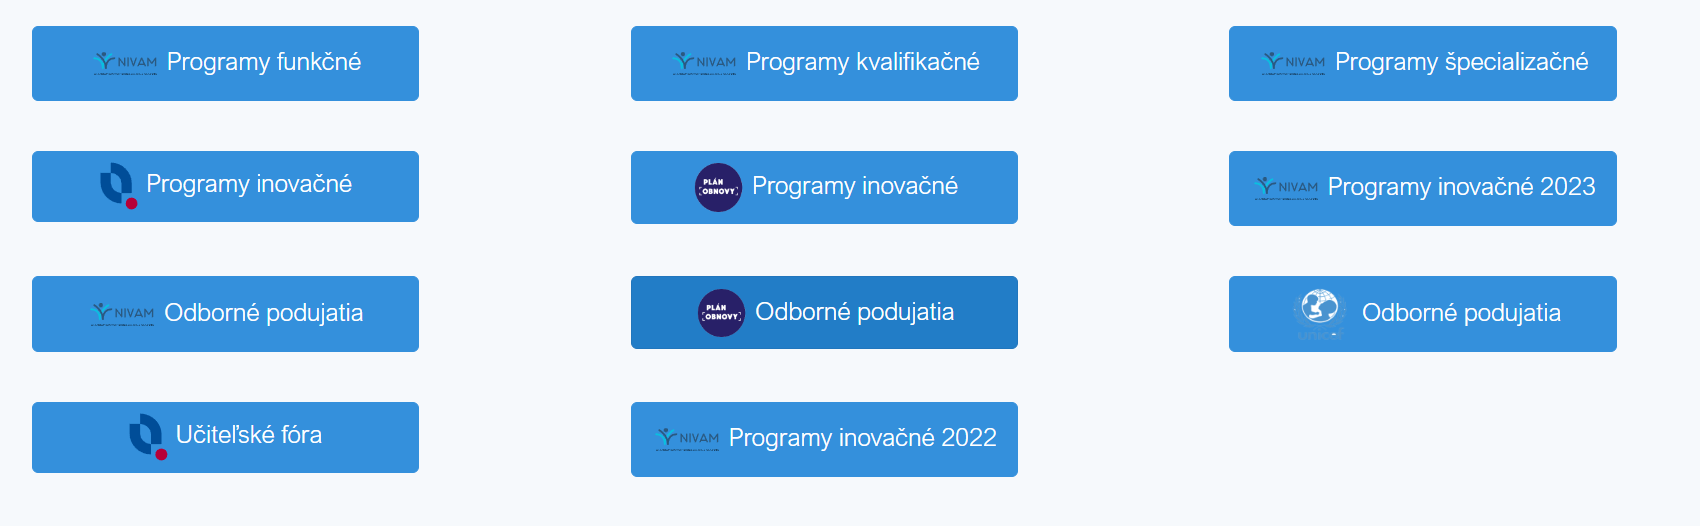 NIVAM Programy funkčné
NIVAM Programy kvalifikačné
NIVAM Programy špecializačné
Programy inovačné
PLÁN
[OBNOVY]
Programy inovačné
NIVAM Programy inovačné 2023
NIVAM Odborné podujatia
PLÁN
[OBNOVY]
Odborné podujatia
unicef
Odborné podujatia
Učiteľské fóra
NIVAM Programy inovačné 2022